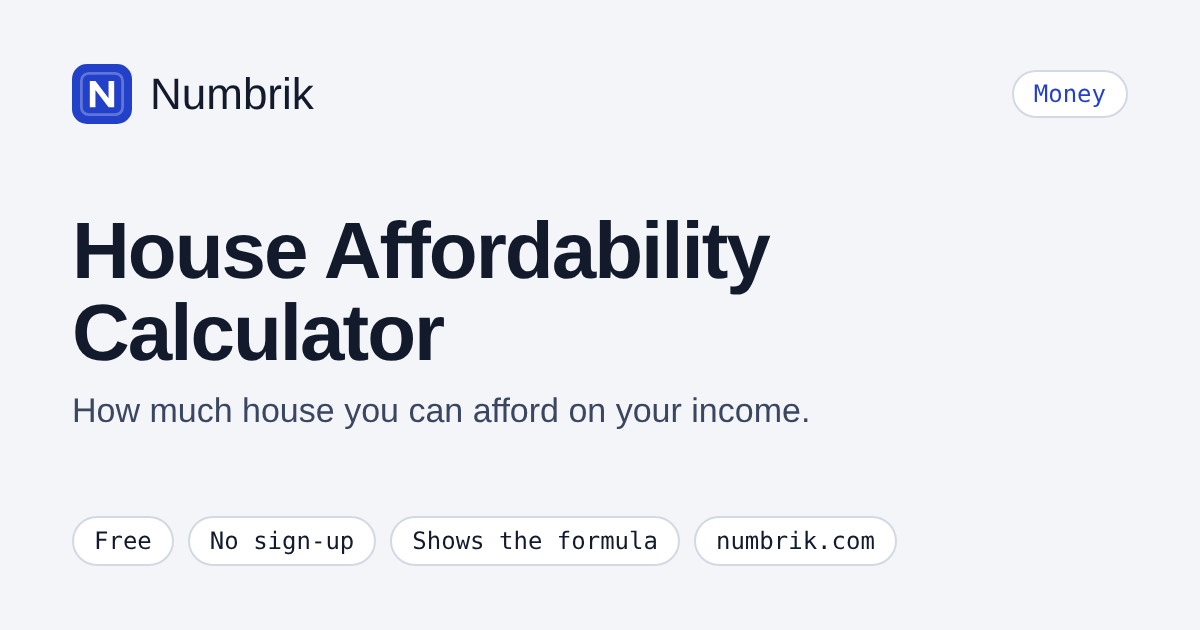 N Numbrik
Money
House Affordability
Calculator
How much house you can afford on your income.
Free
No sign-up
Shows the formula
numbrik.com